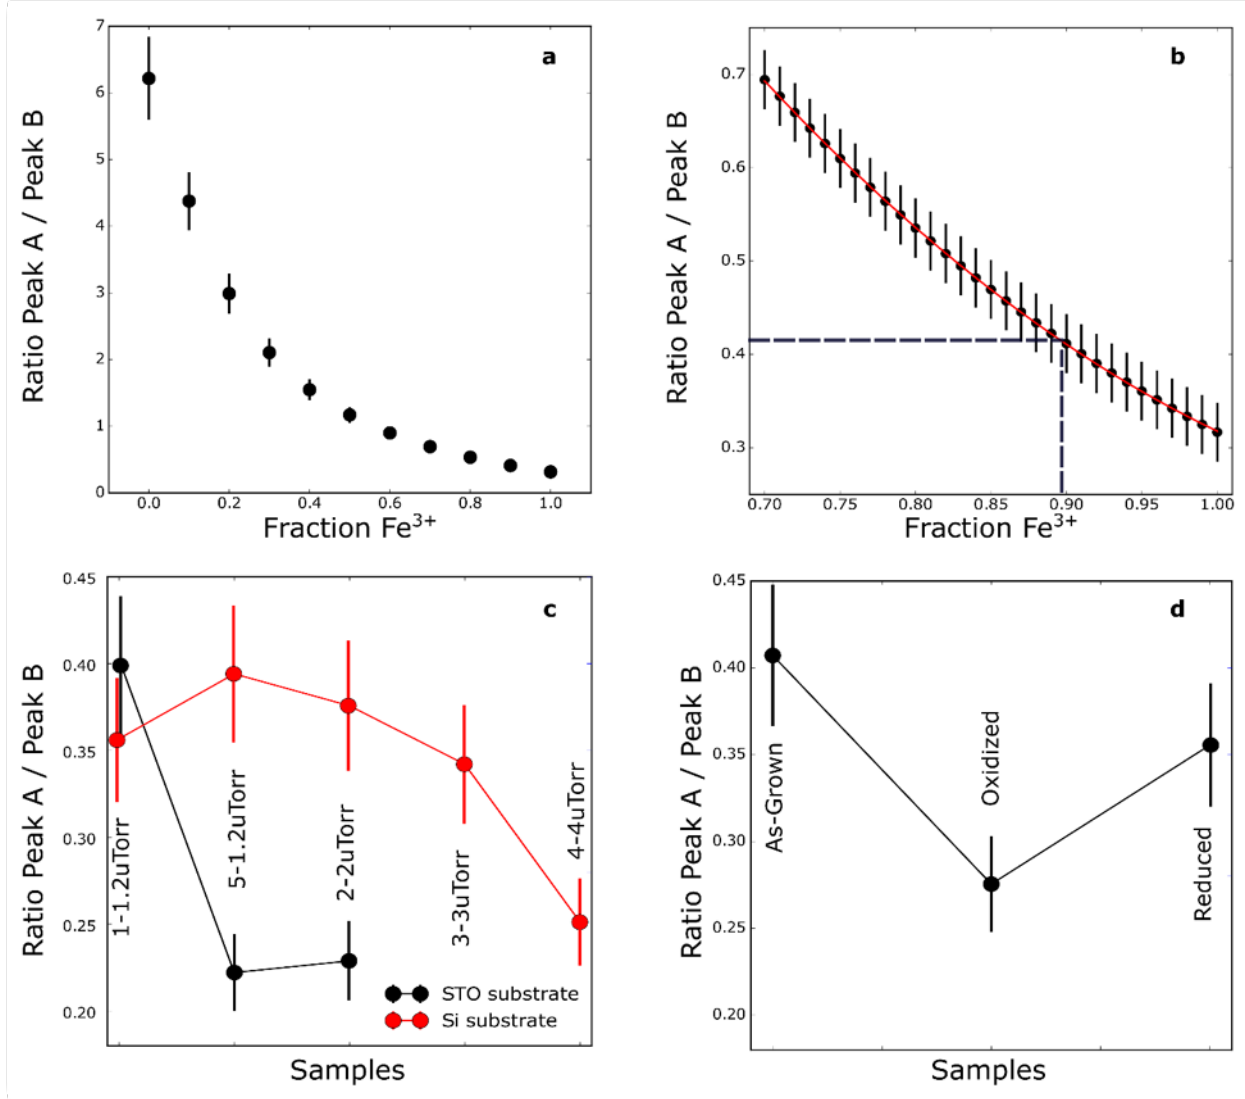 a
Ratio Peak A / Peak B
7
6
5
4
3
2
1
0
0.0 0.2 0.4 0.6 0.8 1.0
Fraction Fe³⁺
b
Ratio Peak A / Peak B
0.7
0.6
0.5
0.4
0.3
0.70 0.75 0.80 0.85 0.90 0.95 1.00
Fraction Fe³⁺
c
Ratio Peak A / Peak B
0.45
0.40
0.35
0.30
0.25
0.20
1-1.2uTorr
5-1.2uTorr
2-2uTorr
3-3uTorr
4-4uTorr
STO substrate
Si substrate
Samples
d
Ratio Peak A / Peak B
0.45
0.40
0.35
0.30
0.25
0.20
As-Grown
Oxidized
Reduced
Samples